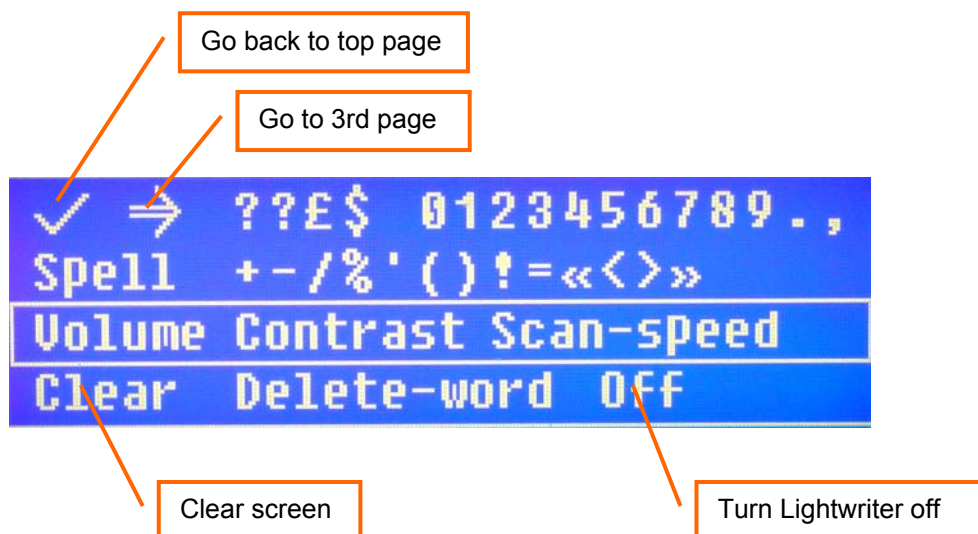 Go back to top page
Go to 3rd page
✓ ⇒ ??£$ 0123456789.,
Spell +-/%'()!=«<>»
Volume Contrast Scan-speed
Clear Delete-word Off
Clear screen
Turn Lightwriter off